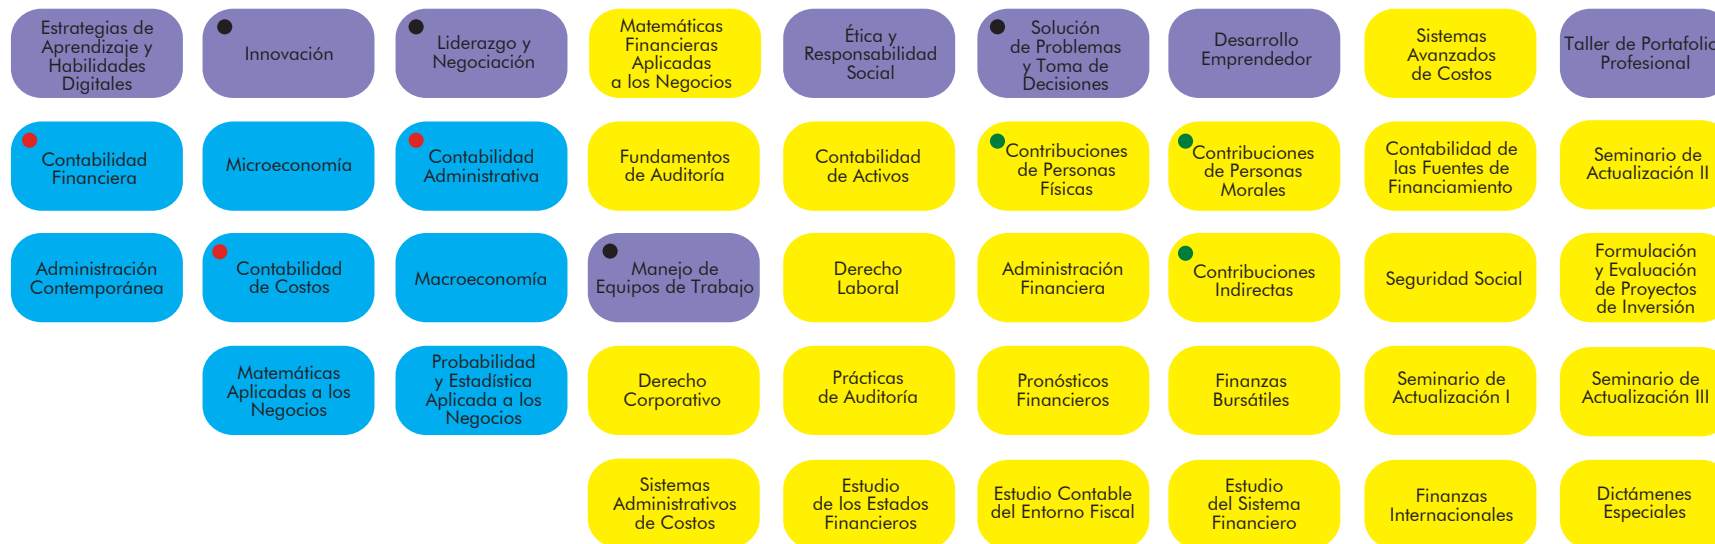 Estrategias de
Aprendizaje y
Habilidades
Digitales
Innovación
Liderazgo y
Negociación
Matemáticas
Financieras
Aplicadas
a los Negocios
Ética y
Responsabilidad
Social
Solución
de Problemas
y Toma de
Decisiones
Desarrollo
Emprendedor
Sistemas
Avanzados
de Costos
Taller de Portafolio
Profesional
Contabilidad
Financiera
Microeconomía
Contabilidad
Administrativa
Fundamentos
de Auditoría
Contabilidad
de Activos
Contribuciones
de Personas
Físicas
Contribuciones
de Personas
Morales
Contabilidad de
las Fuentes de
Financiamiento
Seminario de
Actualización II
Administración
Contemporánea
Contabilidad
de Costos
Macroeconomía
Manejo de
Equipos de Trabajo
Derecho
Laboral
Administración
Financiera
Contribuciones
Indirectas
Seguridad Social
Formulación
y Evaluación
de Proyectos
de Inversión
Matemáticas
Aplicadas a los
Negocios
Probabilidad
y Estadística
Aplicada a los
Negocios
Derecho
Corporativo
Prácticas
de Auditoría
Pronósticos
Financieros
Finanzas
Bursátiles
Seminario de
Actualización I
Seminario de
Actualización III
Sistemas
Administrativos
de Costos
Estudio
de los Estados
Financieros
Estudio Contable
del Entorno Fiscal
Estudio
del Sistema
Financiero
Finanzas
Internacionales
Dictámenes
Especiales